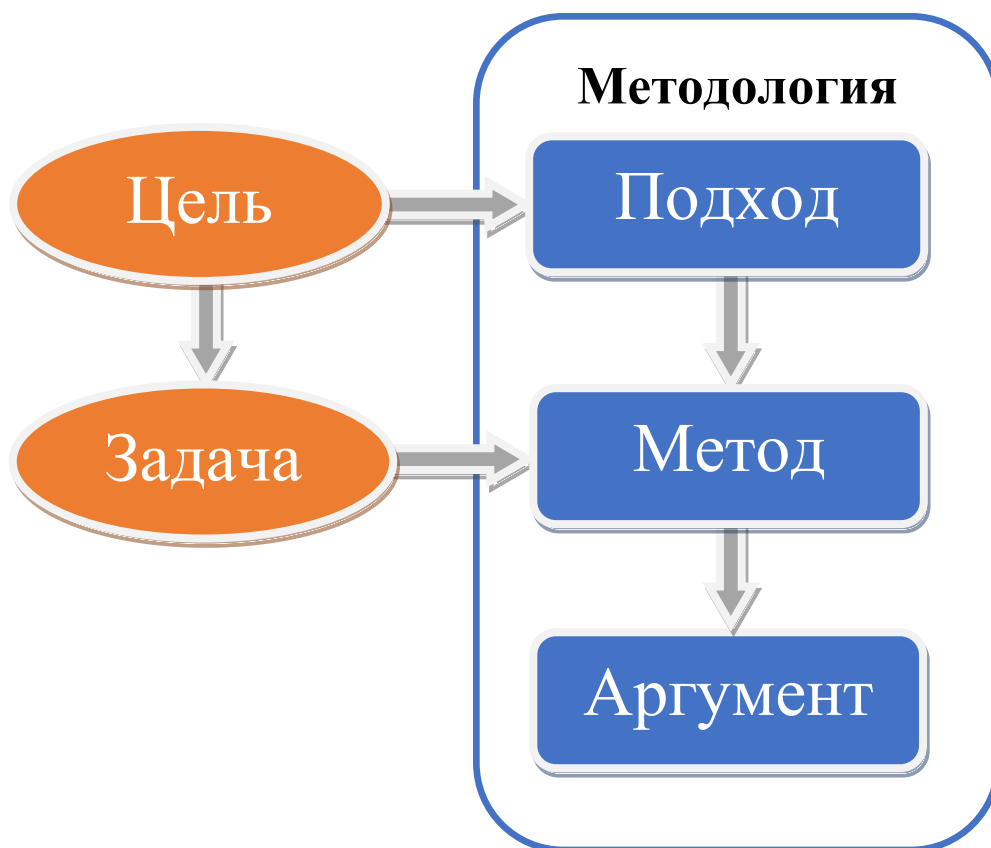 Методология
Цель
Подход
Задача
Метод
Аргумент